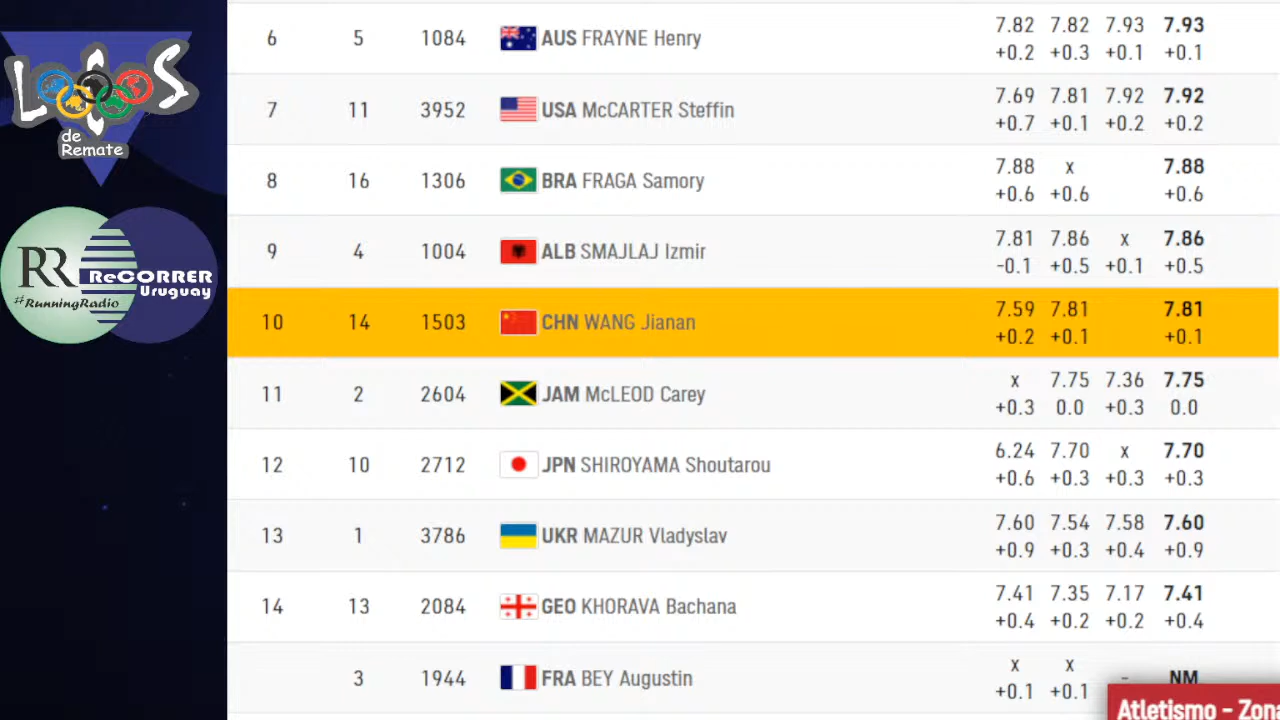 LocoS
de
Remate
RR
#RunningRadio
ReCORRER
Uruguay
6 5 1084 AUS FRAYNE Henry 7.82 7.82 7.93 7.93
+0.2 +0.3 +0.1 +0.1
7 11 3952 USA McCARTER Steffin 7.69 7.81 7.92 7.92
+0.7 +0.1 +0.2 +0.2
8 16 1306 BRA FRAGA Samory 7.88 x 7.88
+0.6 +0.6 +0.6
9 4 1004 ALB SMAJLAJ Izmir 7.81 7.86 x 7.86
-0.1 +0.5 +0.1 +0.5
10 14 1503 CHN WANG Jianan 7.59 7.81 7.81
+0.2 +0.1 +0.1
11 2 2604 JAM McLEOD Carey x 7.75 7.36 7.75
+0.3 0.0 +0.3 0.0
12 10 2712 JPN SHIROYAMA Shoutarou 6.24 7.70 x 7.70
+0.6 +0.3 +0.3 +0.3
13 1 3786 UKR MAZUR Vladyslav 7.60 7.54 7.58 7.60
+0.9 +0.3 +0.4 +0.9
14 13 2084 GEO KHORAVA Bachana 7.41 7.35 7.17 7.41
+0.4 +0.2 +0.2 +0.4
3 1944 FRA BEY Augustin x x - NM
+0.1 +0.1
Atletismo - Zona